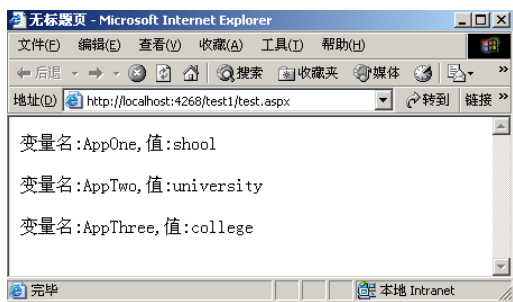 无标题页 - Microsoft Internet Explorer
文件(F) 编辑(E) 查看(V) 收藏(A) 工具(T) 帮助(H)
后退 搜索 收藏夹 媒体 »
地址(D) http://localhost:4268/test1/test.aspx 转到 链接 »
变量名:AppOne,值:shool
变量名:AppTwo,值:university
变量名:AppThree,值:college
完毕 本地 Intranet